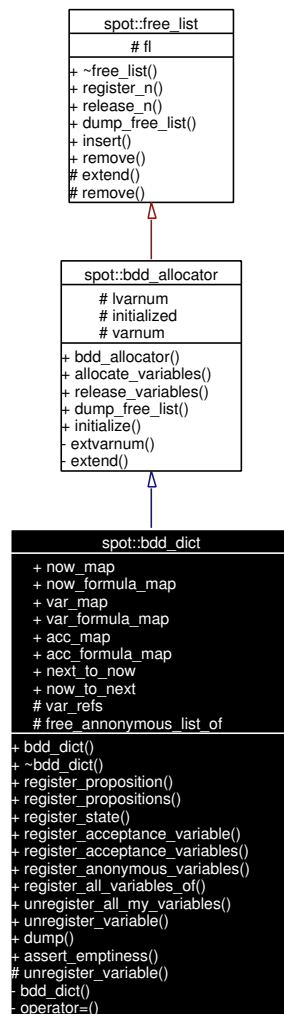 spot::free_list
# fl
+ ~free_list()
+ register_n()
+ release_n()
+ dump_free_list()
+ insert()
+ remove()
# extend()
# remove()
spot::bdd_allocator
# lvarnum
# initialized
# varnum
+ bdd_allocator()
+ allocate_variables()
+ release_variables()
+ dump_free_list()
+ initialize()
- extvarnum()
- extend()
spot::bdd_dict
+ now_map
+ now_formula_map
+ var_map
+ var_formula_map
+ acc_map
+ acc_formula_map
+ next_to_now
+ now_to_next
# var_refs
# free_annonymous_list_of
+ bdd_dict()
+ ~bdd_dict()
+ register_proposition()
+ register_propositions()
+ register_state()
+ register_acceptance_variable()
+ register_acceptance_variables()
+ register_anonymous_variables()
+ register_all_variables_of()
+ unregister_all_my_variables()
+ unregister_variable()
+ dump()
+ assert_emptiness()
# unregister_variable()
- bdd_dict()
- operator=()